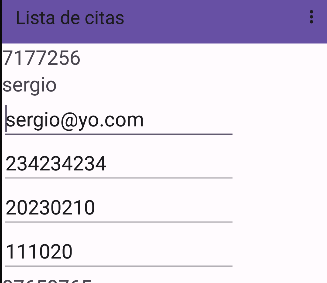 Lista de citas
7177256
sergio
sergio@yo.com
234234234
20230210
111020